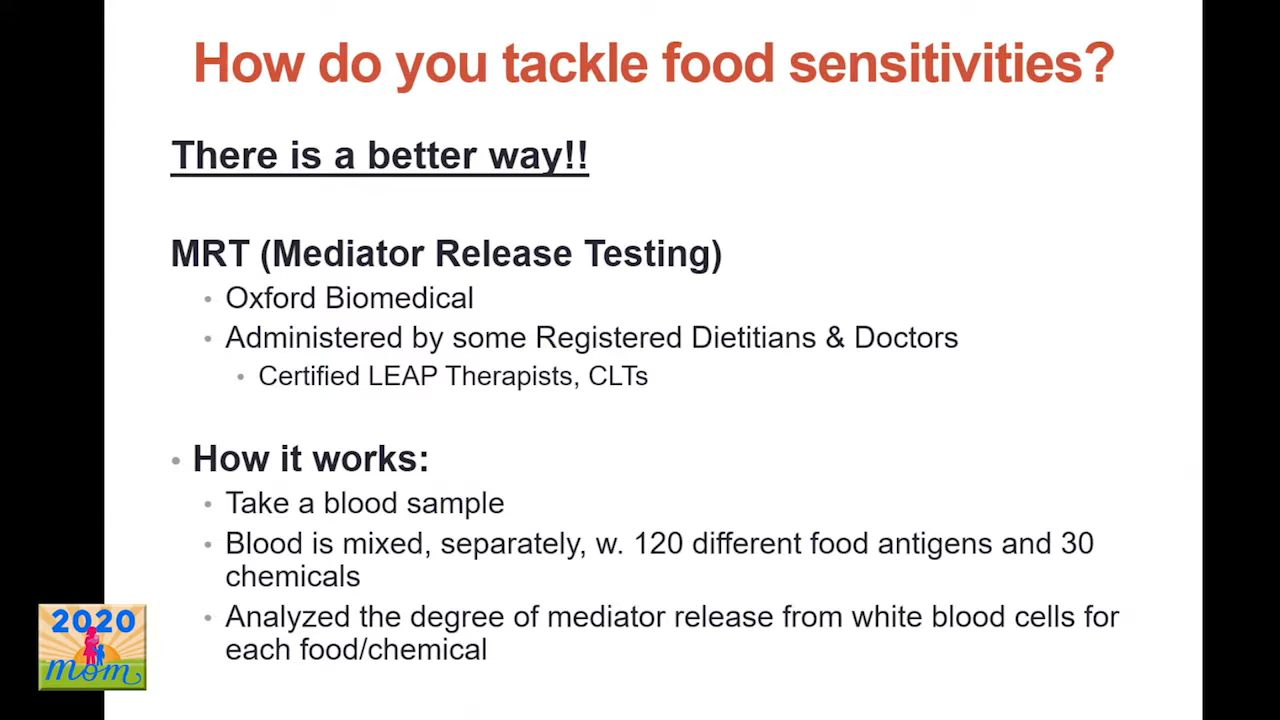 How do you tackle food sensitivities?
There is a better way!!
MRT (Mediator Release Testing)
• Oxford Biomedical
• Administered by some Registered Dietitians & Doctors
• Certified LEAP Therapists, CLTs
• How it works:
• Take a blood sample
• Blood is mixed, separately, w. 120 different food antigens and 30
chemicals
• Analyzed the degree of mediator release from white blood cells for
each food/chemical
2020
mom